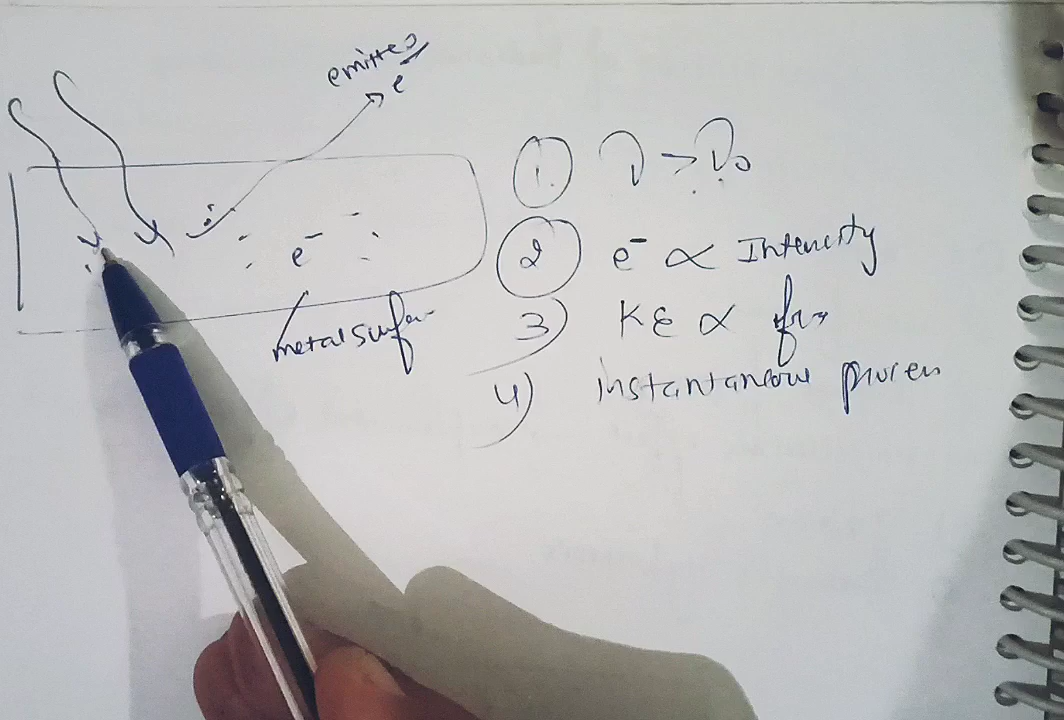 emitted
e
e⁻
metal surface
1. ν > ν₀
2 e⁻ ∝ Intensity
3) KE ∝ fr
4) instantaneous process